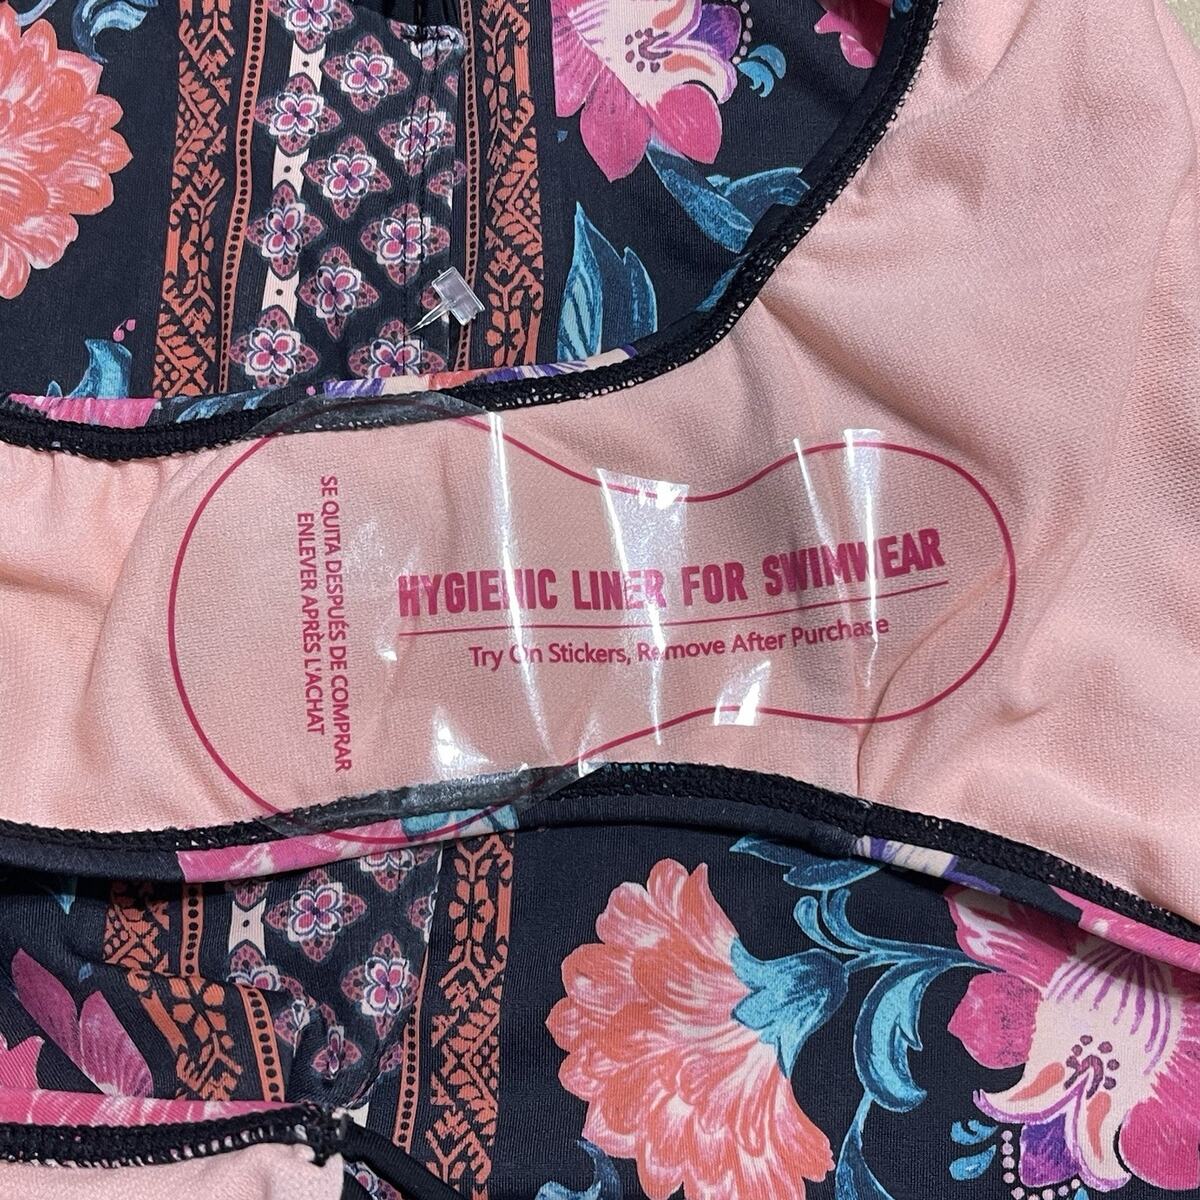 HYGIENIC LINER FOR SWIMWEAR
Try On Stickers, Remove After Purchase
SE QUITA DESPUÉS DE COMPRAR
ENLEVER APRÈS L'ACHAT